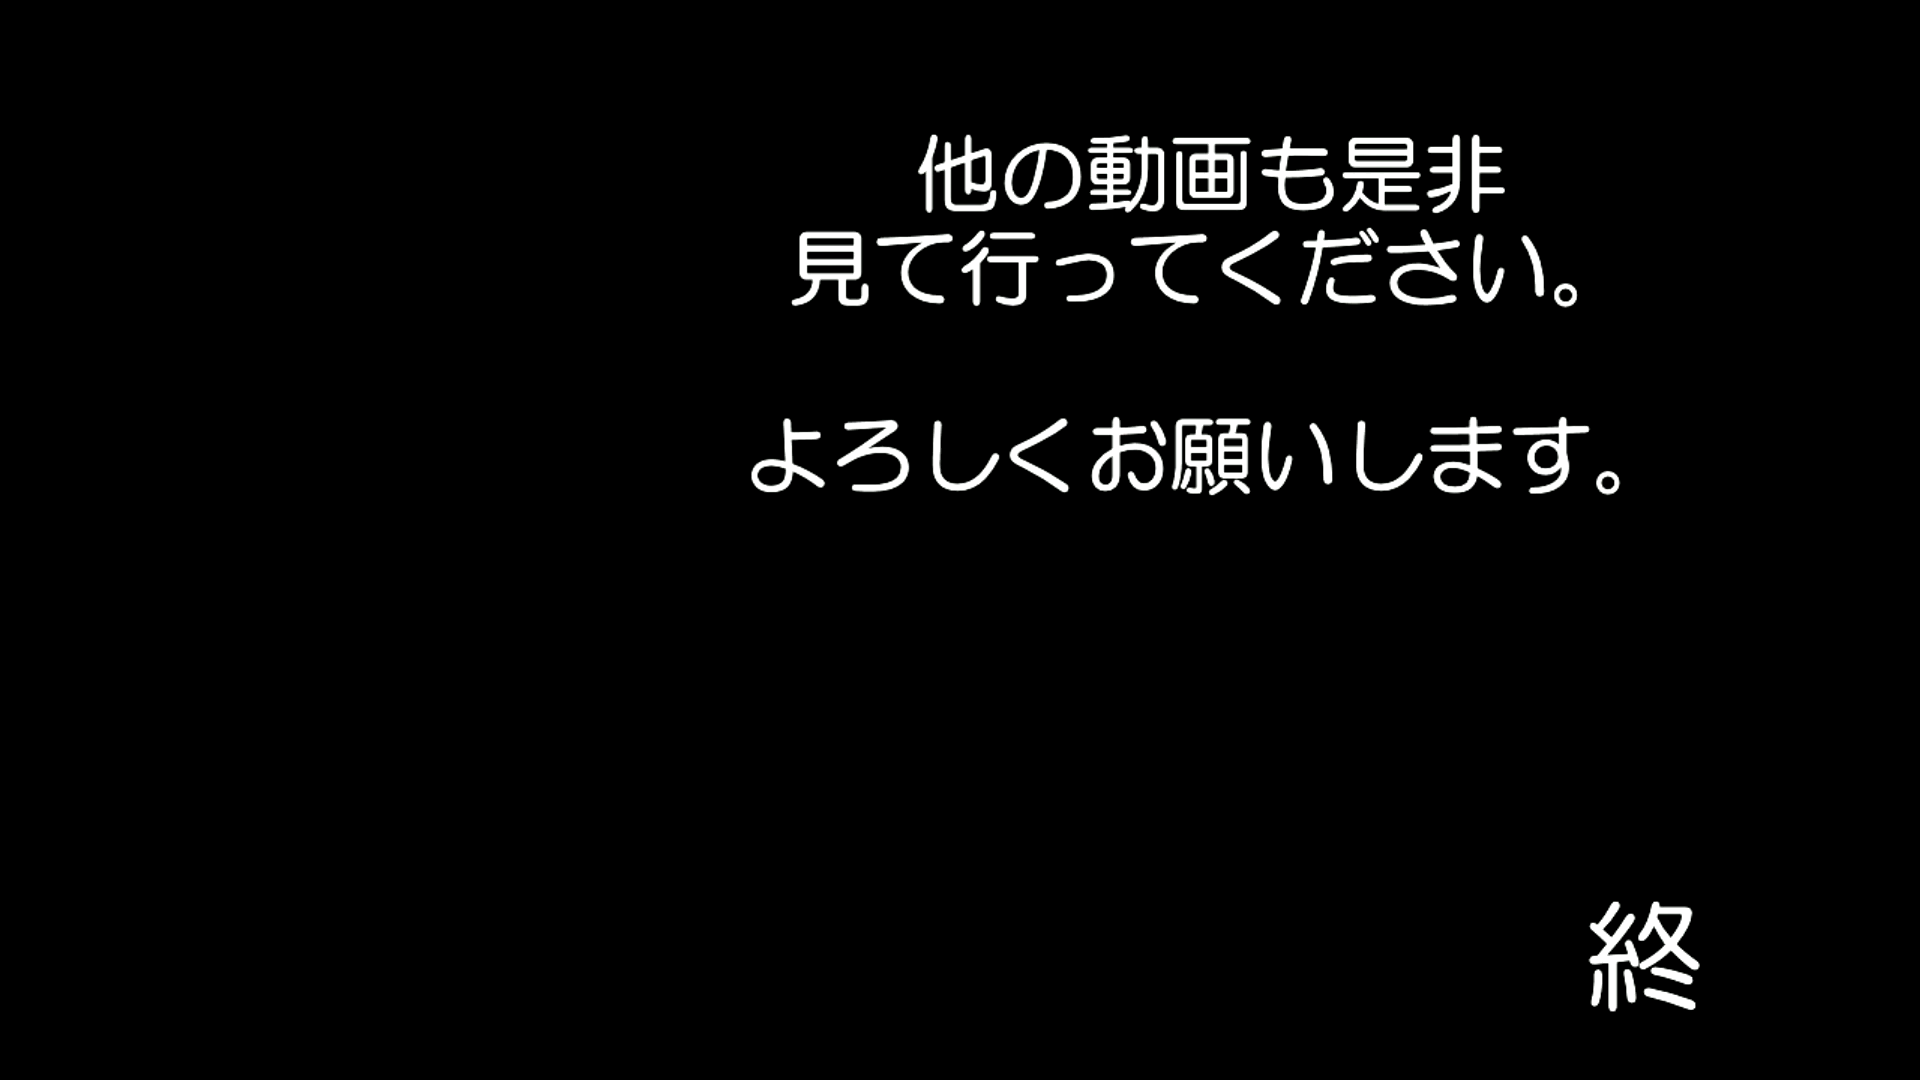 他の動画も是非
見て行ってください。
よろしくお願いします。
終